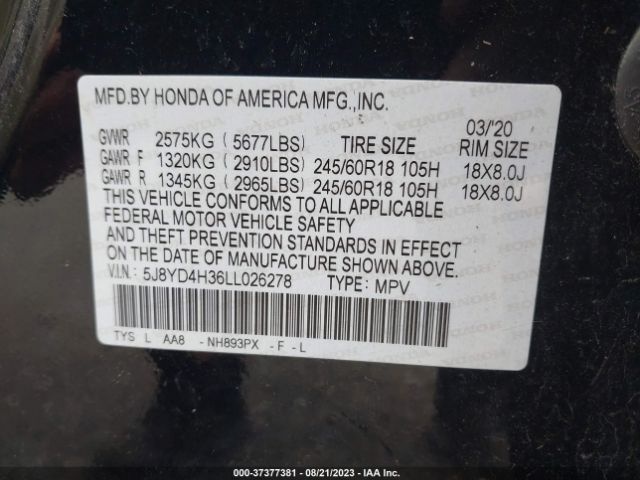 MFD.BY HONDA OF AMERICA MFG.,INC.
03/'20
GVWR 2575KG ( 5677LBS) TIRE SIZE RIM SIZE
GAWR F 1320KG ( 2910LBS) 245/60R18 105H 18X8.0J
GAWR R 1345KG ( 2965LBS) 245/60R18 105H 18X8.0J
THIS VEHICLE CONFORMS TO ALL APPLICABLE
FEDERAL MOTOR VEHICLE SAFETY
AND THEFT PREVENTION STANDARDS IN EFFECT
ON THE DATE OF MANUFACTURE SHOWN ABOVE.
V.I.N.: 5J8YD4H36LL026278 TYPE: MPV
TYS L AA8 -NH893PX -F -L
000-37377381 - 08/21/2023 - IAA Inc.